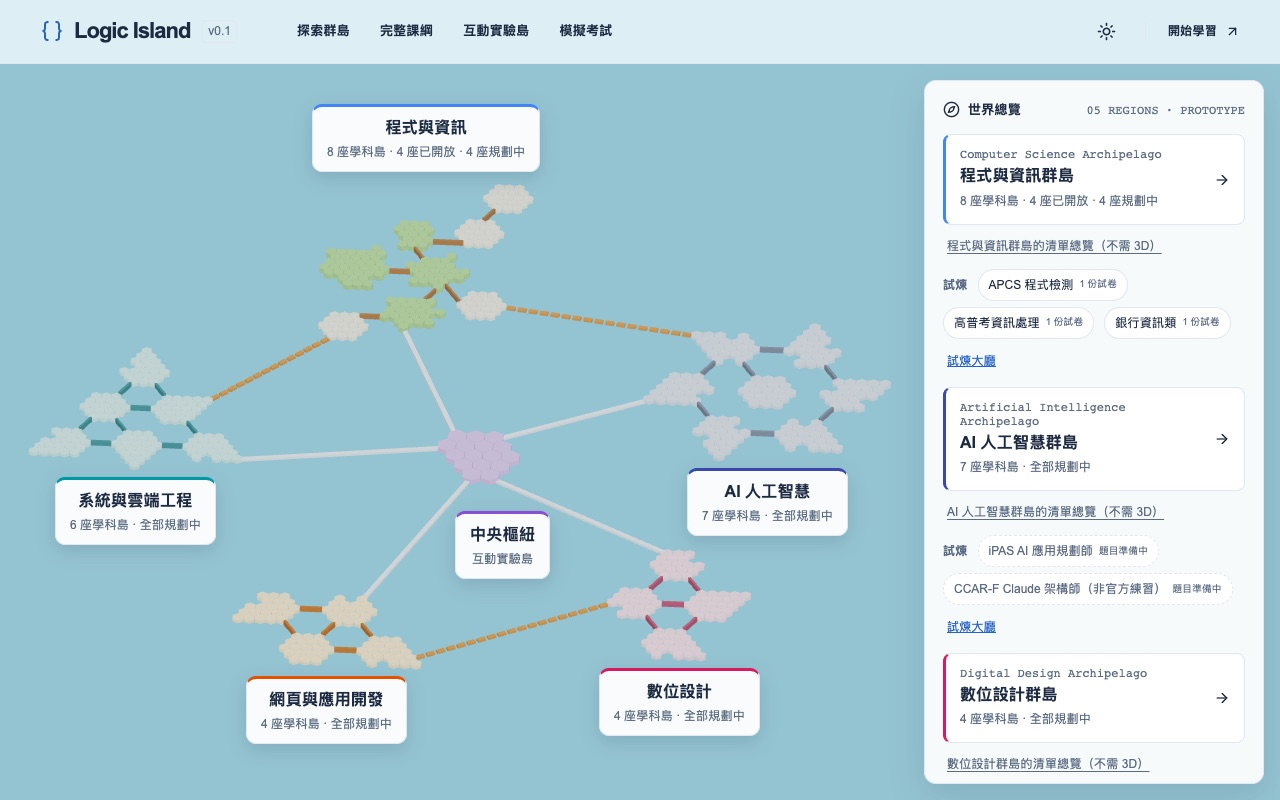 { } Logic Island v0.1 探索群島 完整課綱 互動實驗島 模擬考試 開始學習
程式與資訊
8 座學科島 · 4 座已開放 · 4 座規劃中
系統與雲端工程
6 座學科島 · 全部規劃中
中央樞紐
互動實驗島
AI 人工智慧
7 座學科島 · 全部規劃中
網頁與應用開發
4 座學科島 · 全部規劃中
數位設計
4 座學科島 · 全部規劃中
世界總覽 05 REGIONS · PROTOTYPE
Computer Science Archipelago
程式與資訊群島
8 座學科島 · 4 座已開放 · 4 座規劃中
程式與資訊群島的清單總覽（不需 3D）
試煉 APCS 程式檢測 1 份試卷
高普考資訊處理 1 份試卷 銀行資訊類 1 份試卷
試煉大廳
Artificial Intelligence
Archipelago
AI 人工智慧群島
7 座學科島 · 全部規劃中
AI 人工智慧群島的清單總覽（不需 3D）
試煉 iPAS AI 應用規劃師 題目準備中
CCAR-F Claude 架構師（非官方練習） 題目準備中
試煉大廳
Digital Design Archipelago
數位設計群島
4 座學科島 · 全部規劃中
數位設計群島的清單總覽（不需 3D）